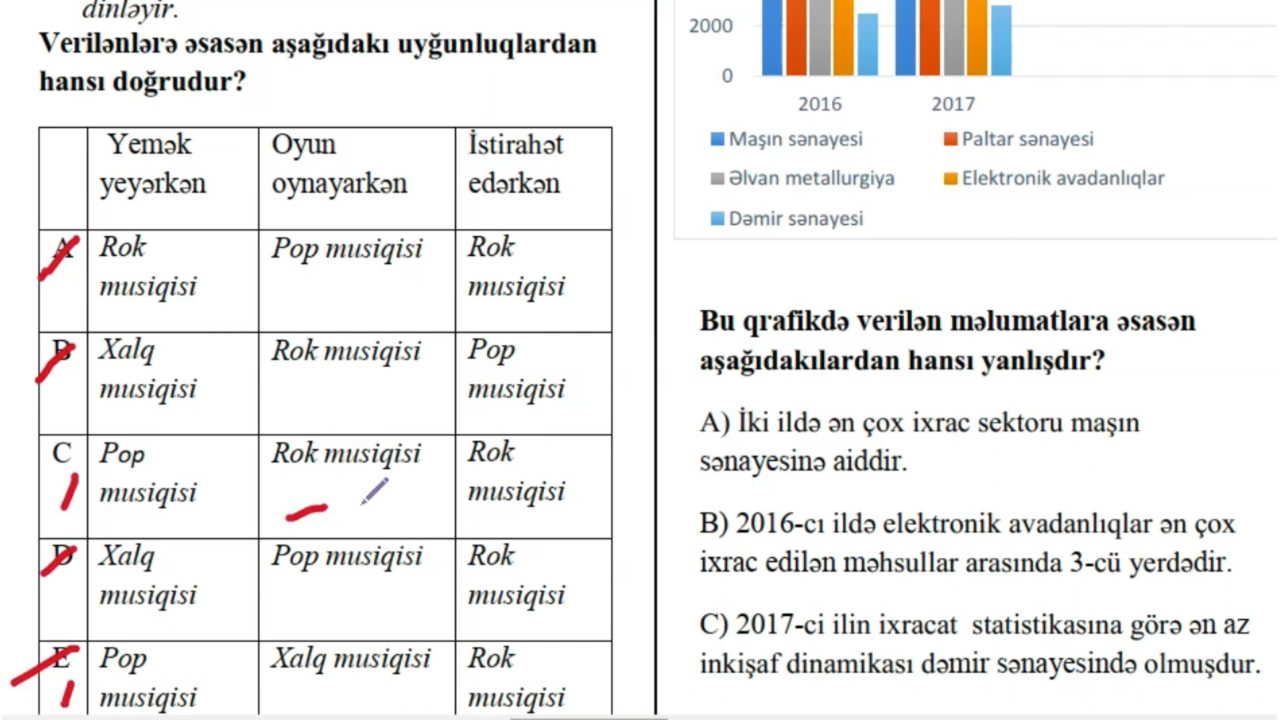 dinləyir.
Verilənlərə əsasən aşağıdakı uyğunluqlardan
hansı doğrudur?
Yemək yeyərkən
Oyun oynayarkən
İstirahət edərkən
A
Rok musiqisi
Pop musiqisi
Rok musiqisi
B
Xalq musiqisi
Rok musiqisi
Pop musiqisi
C
Pop musiqisi
Rok musiqisi
Rok musiqisi
D
Xalq musiqisi
Pop musiqisi
Rok musiqisi
E
Pop musiqisi
Xalq musiqisi
Rok musiqisi
2000
0
2016
2017
Maşın sənayesi
Paltar sənayesi
Əlvan metallurgiya
Elektronik avadanlıqlar
Dəmir sənayesi
Bu qrafikdə verilən məlumatlara əsasən
aşağıdakılardan hansı yanlışdır?
A) İki ildə ən çox ixrac sektoru maşın
sənayesinə aiddir.
B) 2016-cı ildə elektronik avadanlıqlar ən çox
ixrac edilən məhsullar arasında 3-cü yerdədir.
C) 2017-ci ilin ixracat statistikasına görə ən az
inkişaf dinamikası dəmir sənayesində olmuşdur.